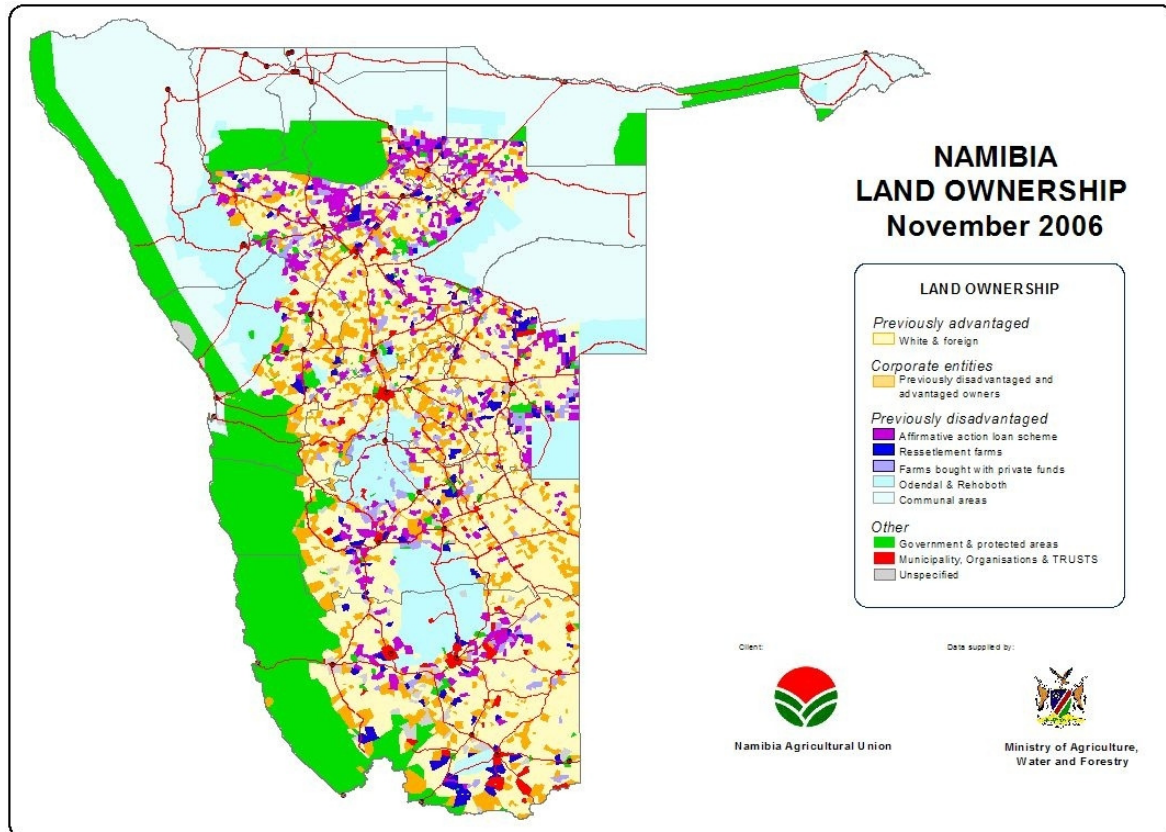 NAMIBIA
LAND OWNERSHIP
November 2006
LAND OWNERSHIP
Previously advantaged
White & foreign
Corporate entities
Previously disadvantaged and
advantaged owners
Previously disadvantaged
Affirmative action loan scheme
Ressetlement farms
Farms bought with private funds
Odendal & Rehoboth
Communal areas
Other
Government & protected areas
Municipality, Organisations & TRUSTS
Unspecified
Client:
Data supplied by:
Namibia Agricultural Union
Ministry of Agriculture,
Water and Forestry